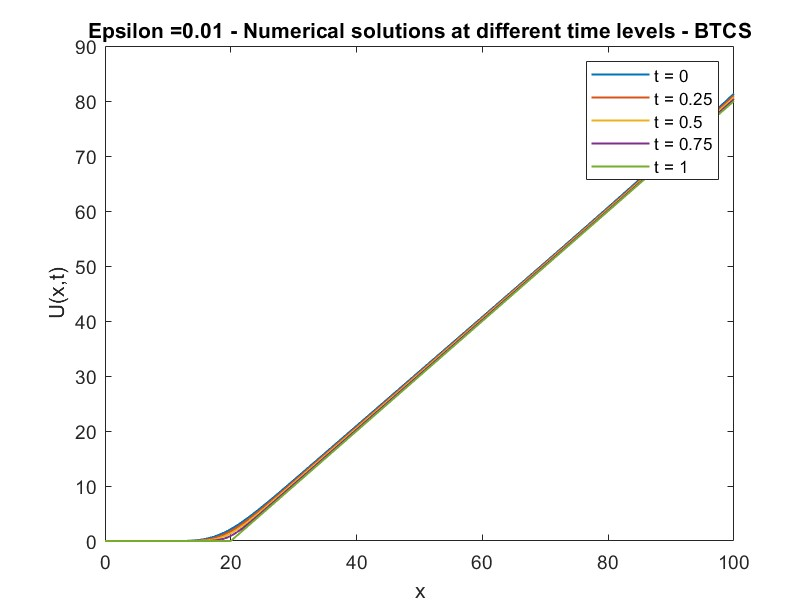 Epsilon =0.01 - Numerical solutions at different time levels - BTCS
90
80
70
60
50
40
30
20
10
0
U(x,t)
t = 0
t = 0.25
t = 0.5
t = 0.75
t = 1
0 20 40 60 80 100
x